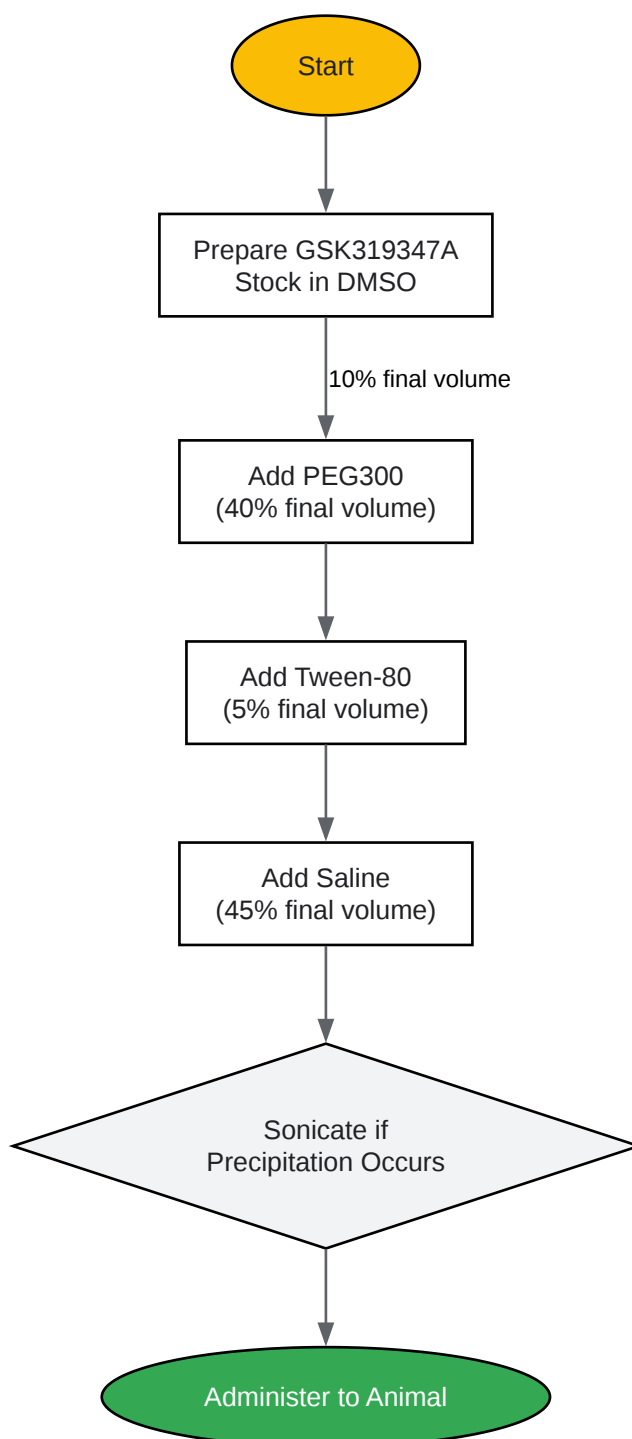 Start
Prepare GSK319347A
Stock in DMSO
10% final volume
Add PEG300
(40% final volume)
Add Tween-80
(5% final volume)
Add Saline
(45% final volume)
Sonicate if
Precipitation Occurs
Administer to Animal